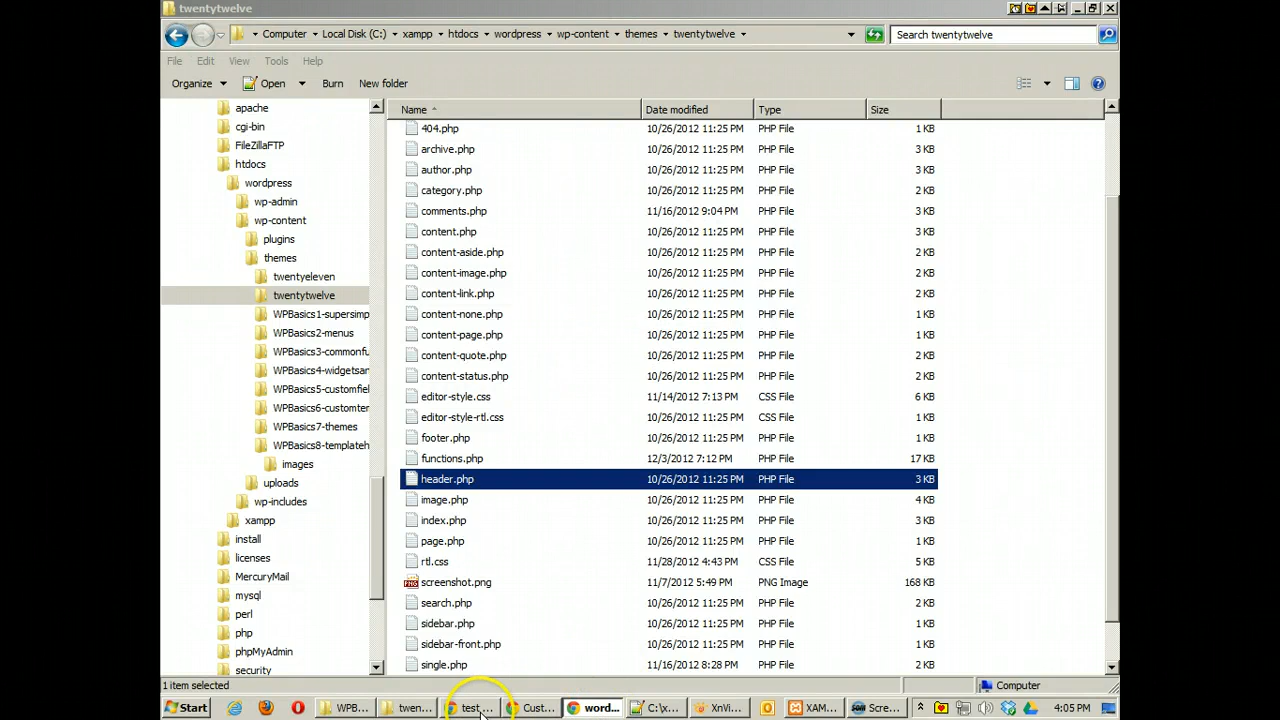 twentytwelve
Computer Local Disk (C:) xampp htdocs wordpress wp-content themes twentytwelve
Search twentytwelve
File Edit View Tools Help
Organize Open Burn New folder
apache
cgi-bin
FileZillaFTP
htdocs
wordpress
wp-admin
wp-content
plugins
themes
twentyeleven
twentytwelve
WPBasics1-supersimp
WPBasics2-menus
WPBasics3-commonfu
WPBasics4-widgetsar
WPBasics5-customfiel
WPBasics6-customter
WPBasics7-themes
WPBasics8-templateh
images
uploads
wp-includes
xampp
install
licenses
MercuryMail
mysql
perl
php
phpMyAdmin
security
Name Date modified Type Size
404.php 10/26/2012 11:25 PM PHP File 1 KB
archive.php 10/26/2012 11:25 PM PHP File 3 KB
author.php 10/26/2012 11:25 PM PHP File 3 KB
category.php 10/26/2012 11:25 PM PHP File 2 KB
comments.php 11/16/2012 9:04 PM PHP File 3 KB
content.php 10/26/2012 11:25 PM PHP File 3 KB
content-aside.php 10/26/2012 11:25 PM PHP File 2 KB
content-image.php 10/26/2012 11:25 PM PHP File 2 KB
content-link.php 10/26/2012 11:25 PM PHP File 2 KB
content-none.php 10/26/2012 11:25 PM PHP File 1 KB
content-page.php 10/26/2012 11:25 PM PHP File 1 KB
content-quote.php 10/26/2012 11:25 PM PHP File 2 KB
content-status.php 10/26/2012 11:25 PM PHP File 2 KB
editor-style.css 11/14/2012 7:13 PM CSS File 6 KB
editor-style-rtl.css 10/26/2012 11:25 PM CSS File 1 KB
footer.php 10/26/2012 11:25 PM PHP File 1 KB
functions.php 12/3/2012 7:12 PM PHP File 17 KB
header.php 10/26/2012 11:25 PM PHP File 3 KB
image.php 10/26/2012 11:25 PM PHP File 4 KB
index.php 10/26/2012 11:25 PM PHP File 2 KB
page.php 10/26/2012 11:25 PM PHP File 1 KB
rtl.css 11/28/2012 4:43 PM CSS File 5 KB
screenshot.png 11/7/2012 5:49 PM PNG Image 168 KB
search.php 10/26/2012 11:25 PM PHP File 2 KB
sidebar.php 10/26/2012 11:25 PM PHP File 1 KB
sidebar-front.php 10/26/2012 11:25 PM PHP File 1 KB
single.php 11/16/2012 8:28 PM PHP File 2 KB
1 item selected Computer
Start WPB... twen... test ... Cust... word... C:\x... XnVi... XAM... Scre... 4:05 PM